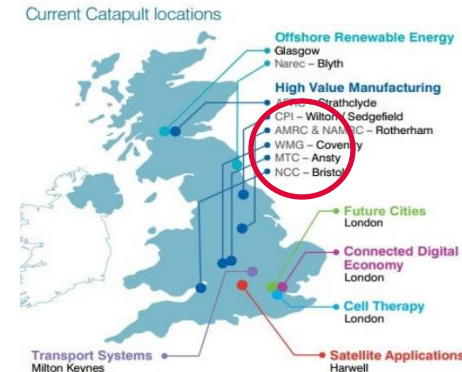 Current Catapult locations
Offshore Renewable Energy
Glasgow
Narec – Blyth
High Value Manufacturing
AFRC – Strathclyde
CPI – Wilton / Sedgefield
AMRC & NAMRC – Rotherham
WMG – Coventry
MTC – Ansty
NCC – Bristol
Future Cities
London
Connected Digital
Economy
London
Cell Therapy
London
Transport Systems
Milton Keynes
Satellite Applications
Harwell